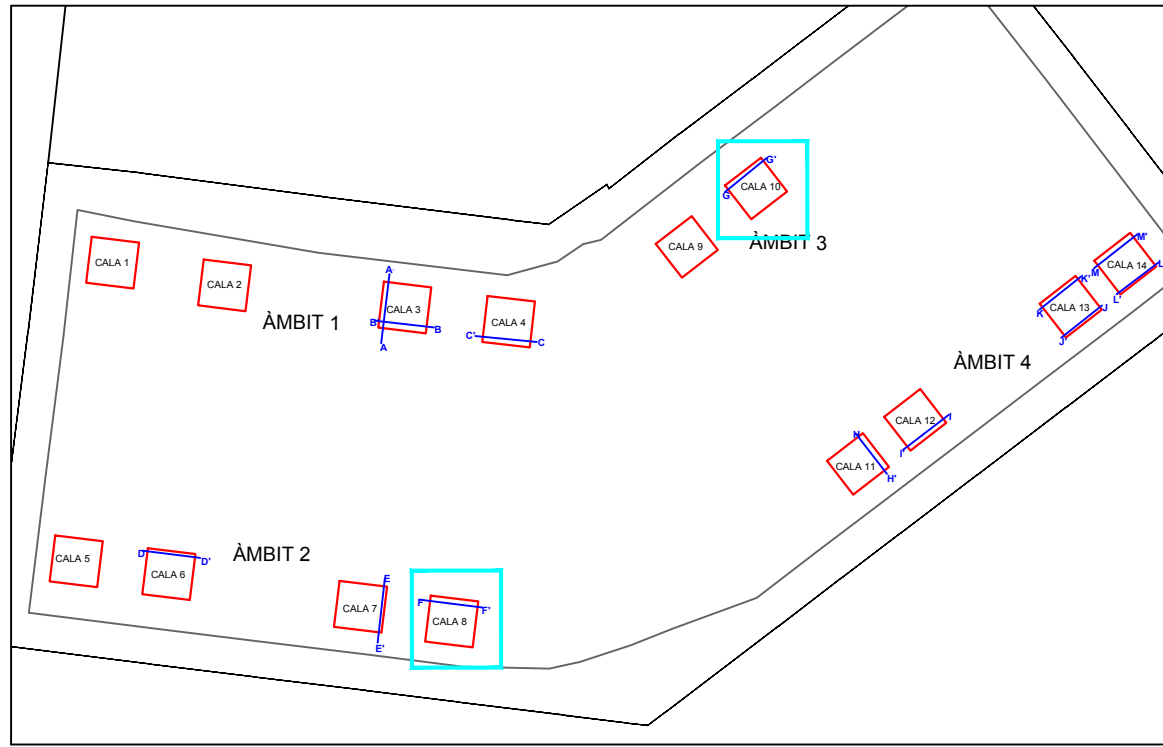 G'
CALA 10
G
ÀMBIT 3
CALA 9
M'
CALA 14
L
M
L'
K'
CALA 13
J
K
J'
CALA 1
CALA 2
ÀMBIT 1
A'
CALA 3
B'
B
A
CALA 4
C'
C
ÀMBIT 4
CALA 12
I
I'
H
CALA 11
H'
CALA 5
D
D'
CALA 6
ÀMBIT 2
E
CALA 7
E'
F
F'
CALA 8